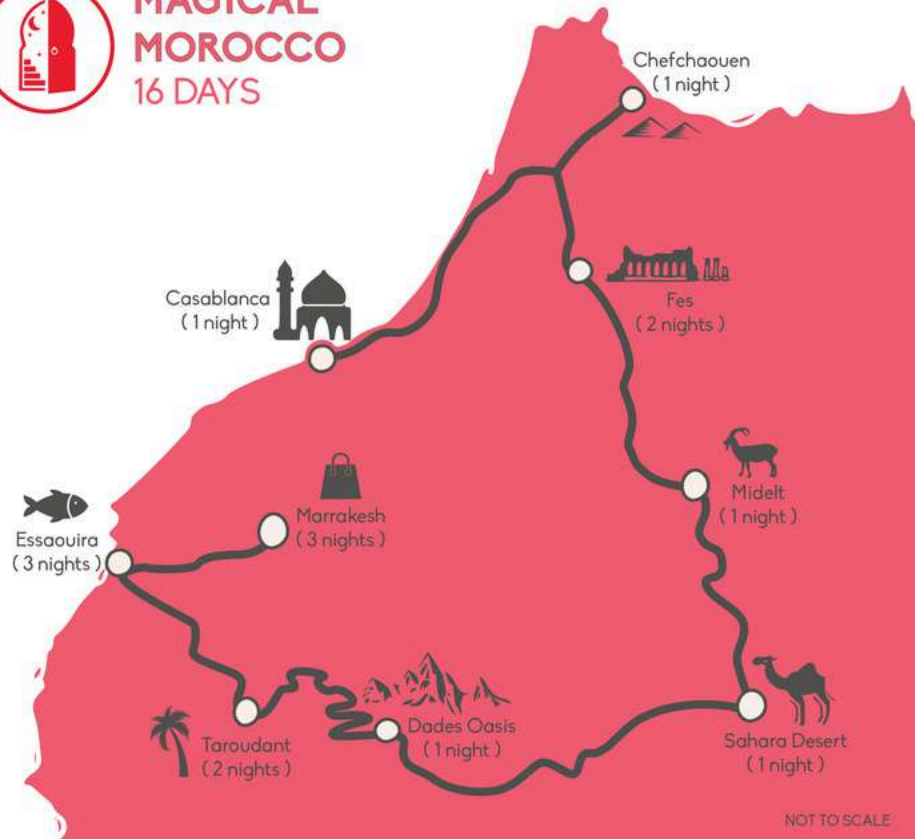 MAGICAL
MOROCCO
16 DAYS
Chefchaouen
( 1 night )
Casablanca
( 1 night )
Fes
( 2 nights )
Marrakesh
( 3 nights )
Midelt
( 1 night )
Essaouira
( 3 nights )
Taroudant
( 2 nights )
Dades Oasis
( 1 night )
Sahara Desert
( 1 night )
NOT TO SCALE